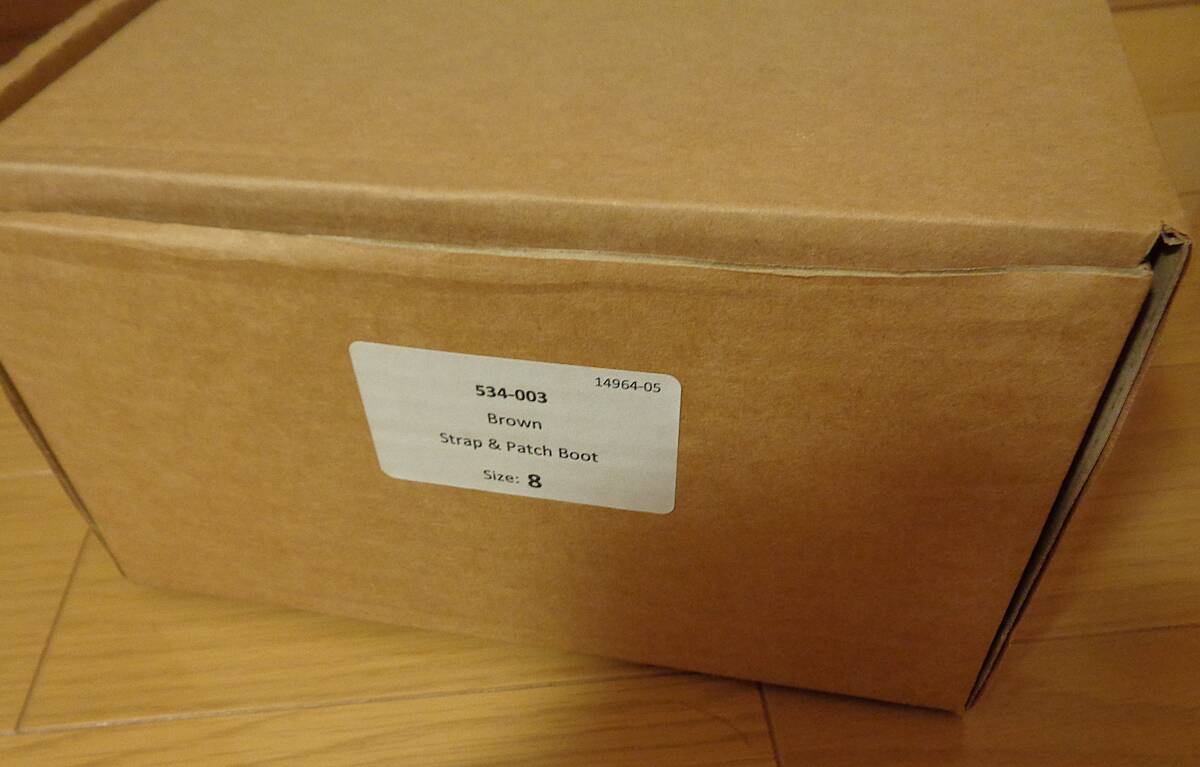 14964-05
534-003
Brown
Strap & Patch Boot
Size: 8